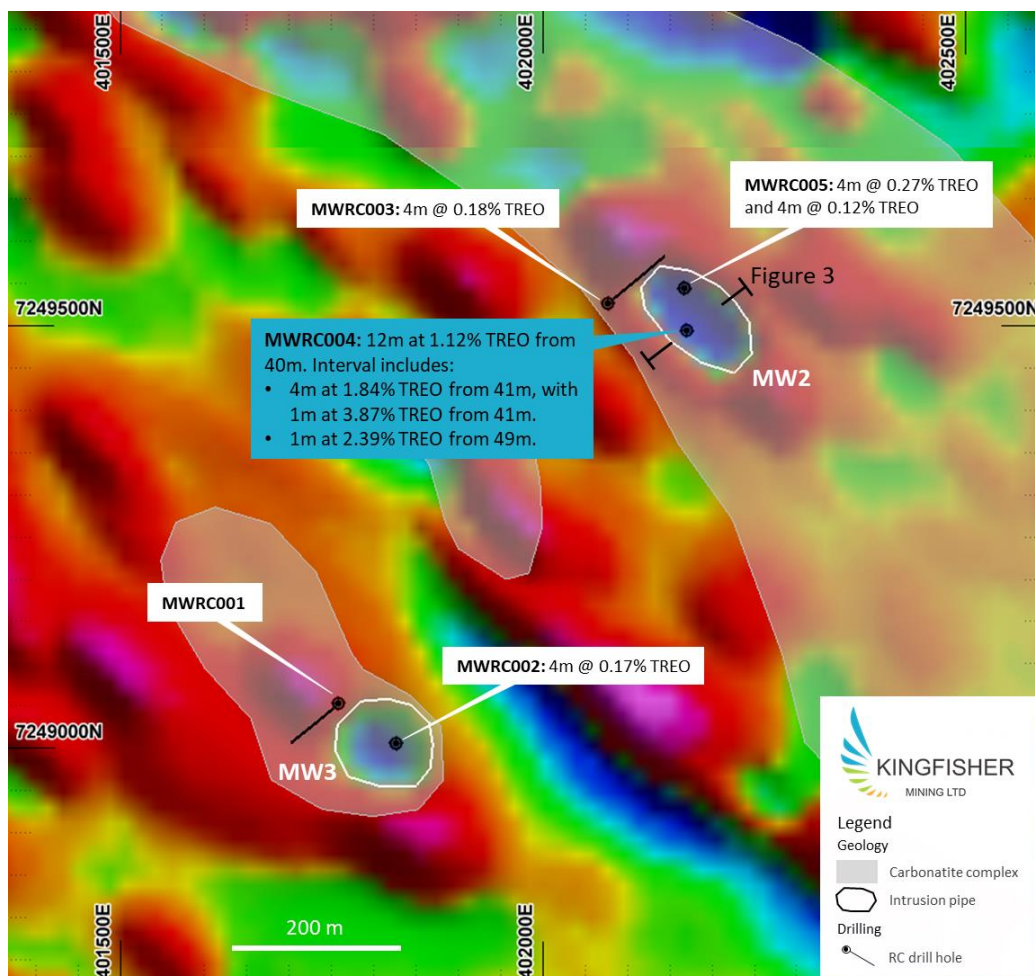 401500E
402000E
402500E
MWRC003: 4m @ 0.18% TREO
MWRC005: 4m @ 0.27% TREO
and 4m @ 0.12% TREO
Figure 3
7249500N
7249500N
MWRC004: 12m at 1.12% TREO from
40m. Interval includes:
• 4m at 1.84% TREO from 41m, with
1m at 3.87% TREO from 41m.
• 1m at 2.39% TREO from 49m.
MW2
MWRC001
MWRC002: 4m @ 0.17% TREO
7249000N
MW3
KINGFISHER
MINING LTD
Legend
Geology
Carbonatite complex
Intrusion pipe
Drilling
RC drill hole
200 m
401500E
402000E